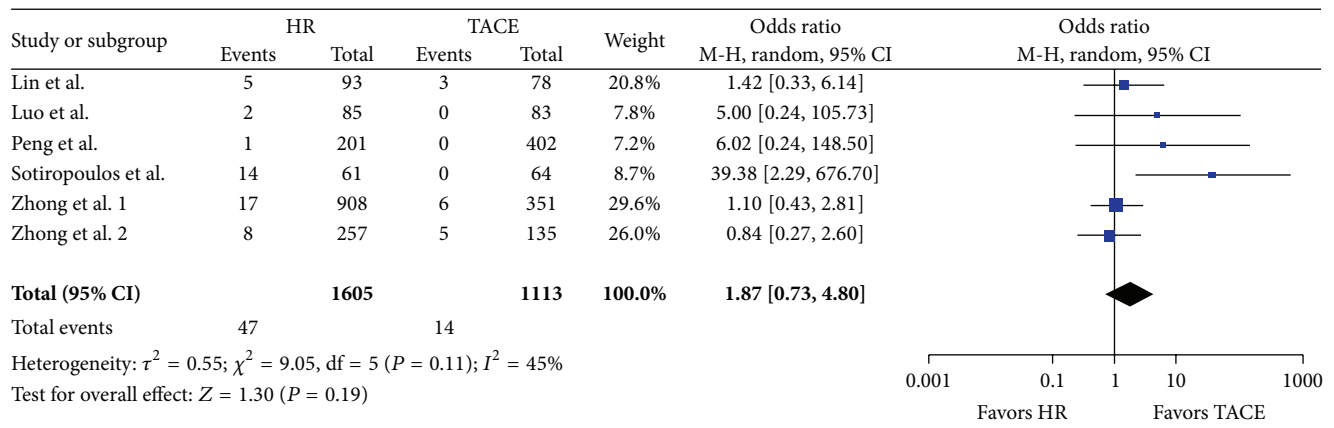 HR TACE Odds ratio Odds ratio
Study or subgroup Weight
Events Total Events Total M-H, random, 95% CI M-H, random, 95% CI
Lin et al. 5 93 3 78 20.8% 1.42 [0.33, 6.14]
Luo et al. 2 85 0 83 7.8% 5.00 [0.24, 105.73]
Peng et al. 1 201 0 402 7.2% 6.02 [0.24, 148.50]
Sotiropoulos et al. 14 61 0 64 8.7% 39.38 [2.29, 676.70]
Zhong et al. 1 17 908 6 351 29.6% 1.10 [0.43, 2.81]
Zhong et al. 2 8 257 5 135 26.0% 0.84 [0.27, 2.60]
Total (95% CI) 1605 1113 100.0% 1.87 [0.73, 4.80]
Total events 47 14
Heterogeneity: τ² = 0.55; χ² = 9.05, df = 5 (P = 0.11); I² = 45%
Test for overall effect: Z = 1.30 (P = 0.19)
0.001 0.1 1 10 1000
Favors HR Favors TACE